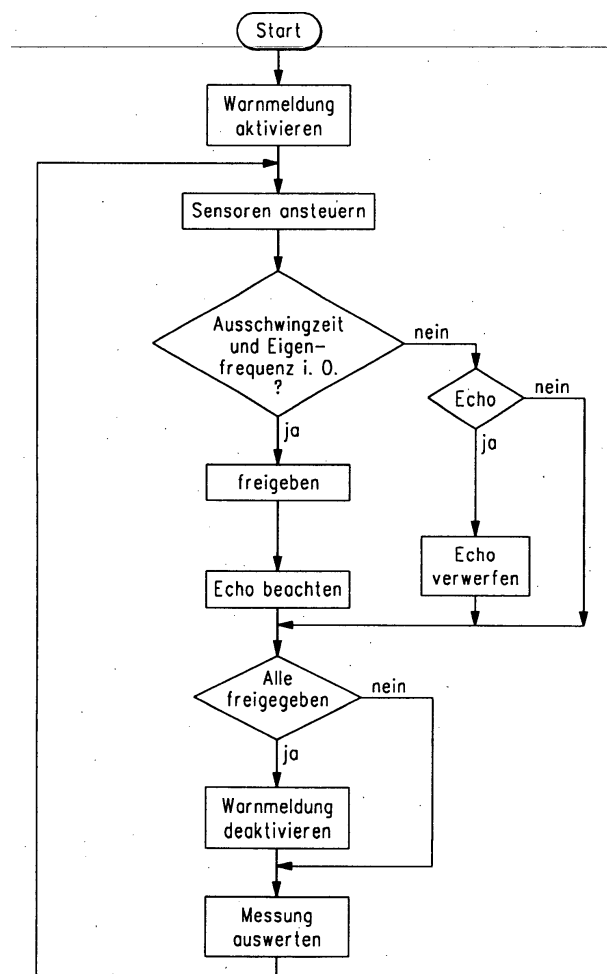 Start
Warnmeldung
aktivieren
Sensoren ansteuern
Ausschwingzeit
und Eigen-
frequenz i. O.
?
nein
Echo
nein
ja
ja
freigeben
Echo
verwerfen
Echo beachten
Alle
freigegeben
nein
ja
Warnmeldung
deaktivieren
Messung
auswerten